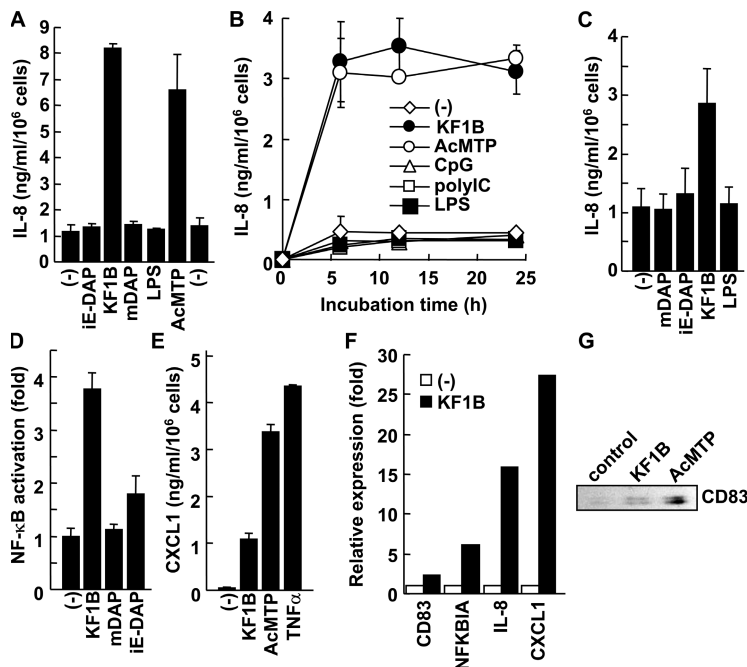 A
IL-8 (ng/ml/10⁶ cells)
9
8
7
6
5
4
3
2
1
0
(-)
iE-DAP
KF1B
mDAP
LPS
AcMTP
(-)
B
IL-8 (ng/ml/10⁶ cells)
4
3
2
1
0
0
5
10
15
20
25
Incubation time (h)
(-)
KF1B
AcMTP
CpG
polyIC
LPS
C
IL-8 (ng/ml/10⁶ cells)
4
3
2
1
0
(-)
mDAP
iE-DAP
KF1B
LPS
D
NF-κB activation (fold)
4
3
2
1
0
(-)
KF1B
mDAP
iE-DAP
E
CXCL1 (ng/ml/10⁶ cells)
5
4
3
2
1
0
(-)
KF1B
AcMTP
TNFα
F
Relative expression (fold)
30
25
20
15
10
5
0
(-)
KF1B
CD83
NFKBIA
IL-8
CXCL1
G
control
KF1B
AcMTP
CD83